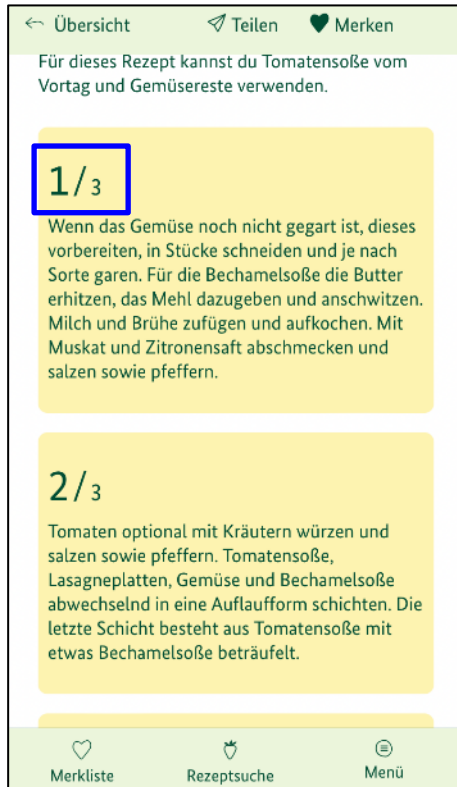 Übersicht Teilen Merken
Für dieses Rezept kannst du Tomatensoße vom
Vortag und Gemüsereste verwenden.
1/3
Wenn das Gemüse noch nicht gegart ist, dieses
vorbereiten, in Stücke schneiden und je nach
Sorte garen. Für die Bechamelsoße die Butter
erhitzen, das Mehl dazugeben und anschwitzen.
Milch und Brühe zufügen und aufkochen. Mit
Muskat und Zitronensaft abschmecken und
salzen sowie pfeffern.
2/3
Tomaten optional mit Kräutern würzen und
salzen sowie pfeffern. Tomatensoße,
Lasagneplatten, Gemüse und Bechamelsoße
abwechselnd in eine Auflaufform schichten. Die
letzte Schicht besteht aus Tomatensoße mit
etwas Bechamelsoße beträufelt.
Merkliste Rezeptsuche Menü